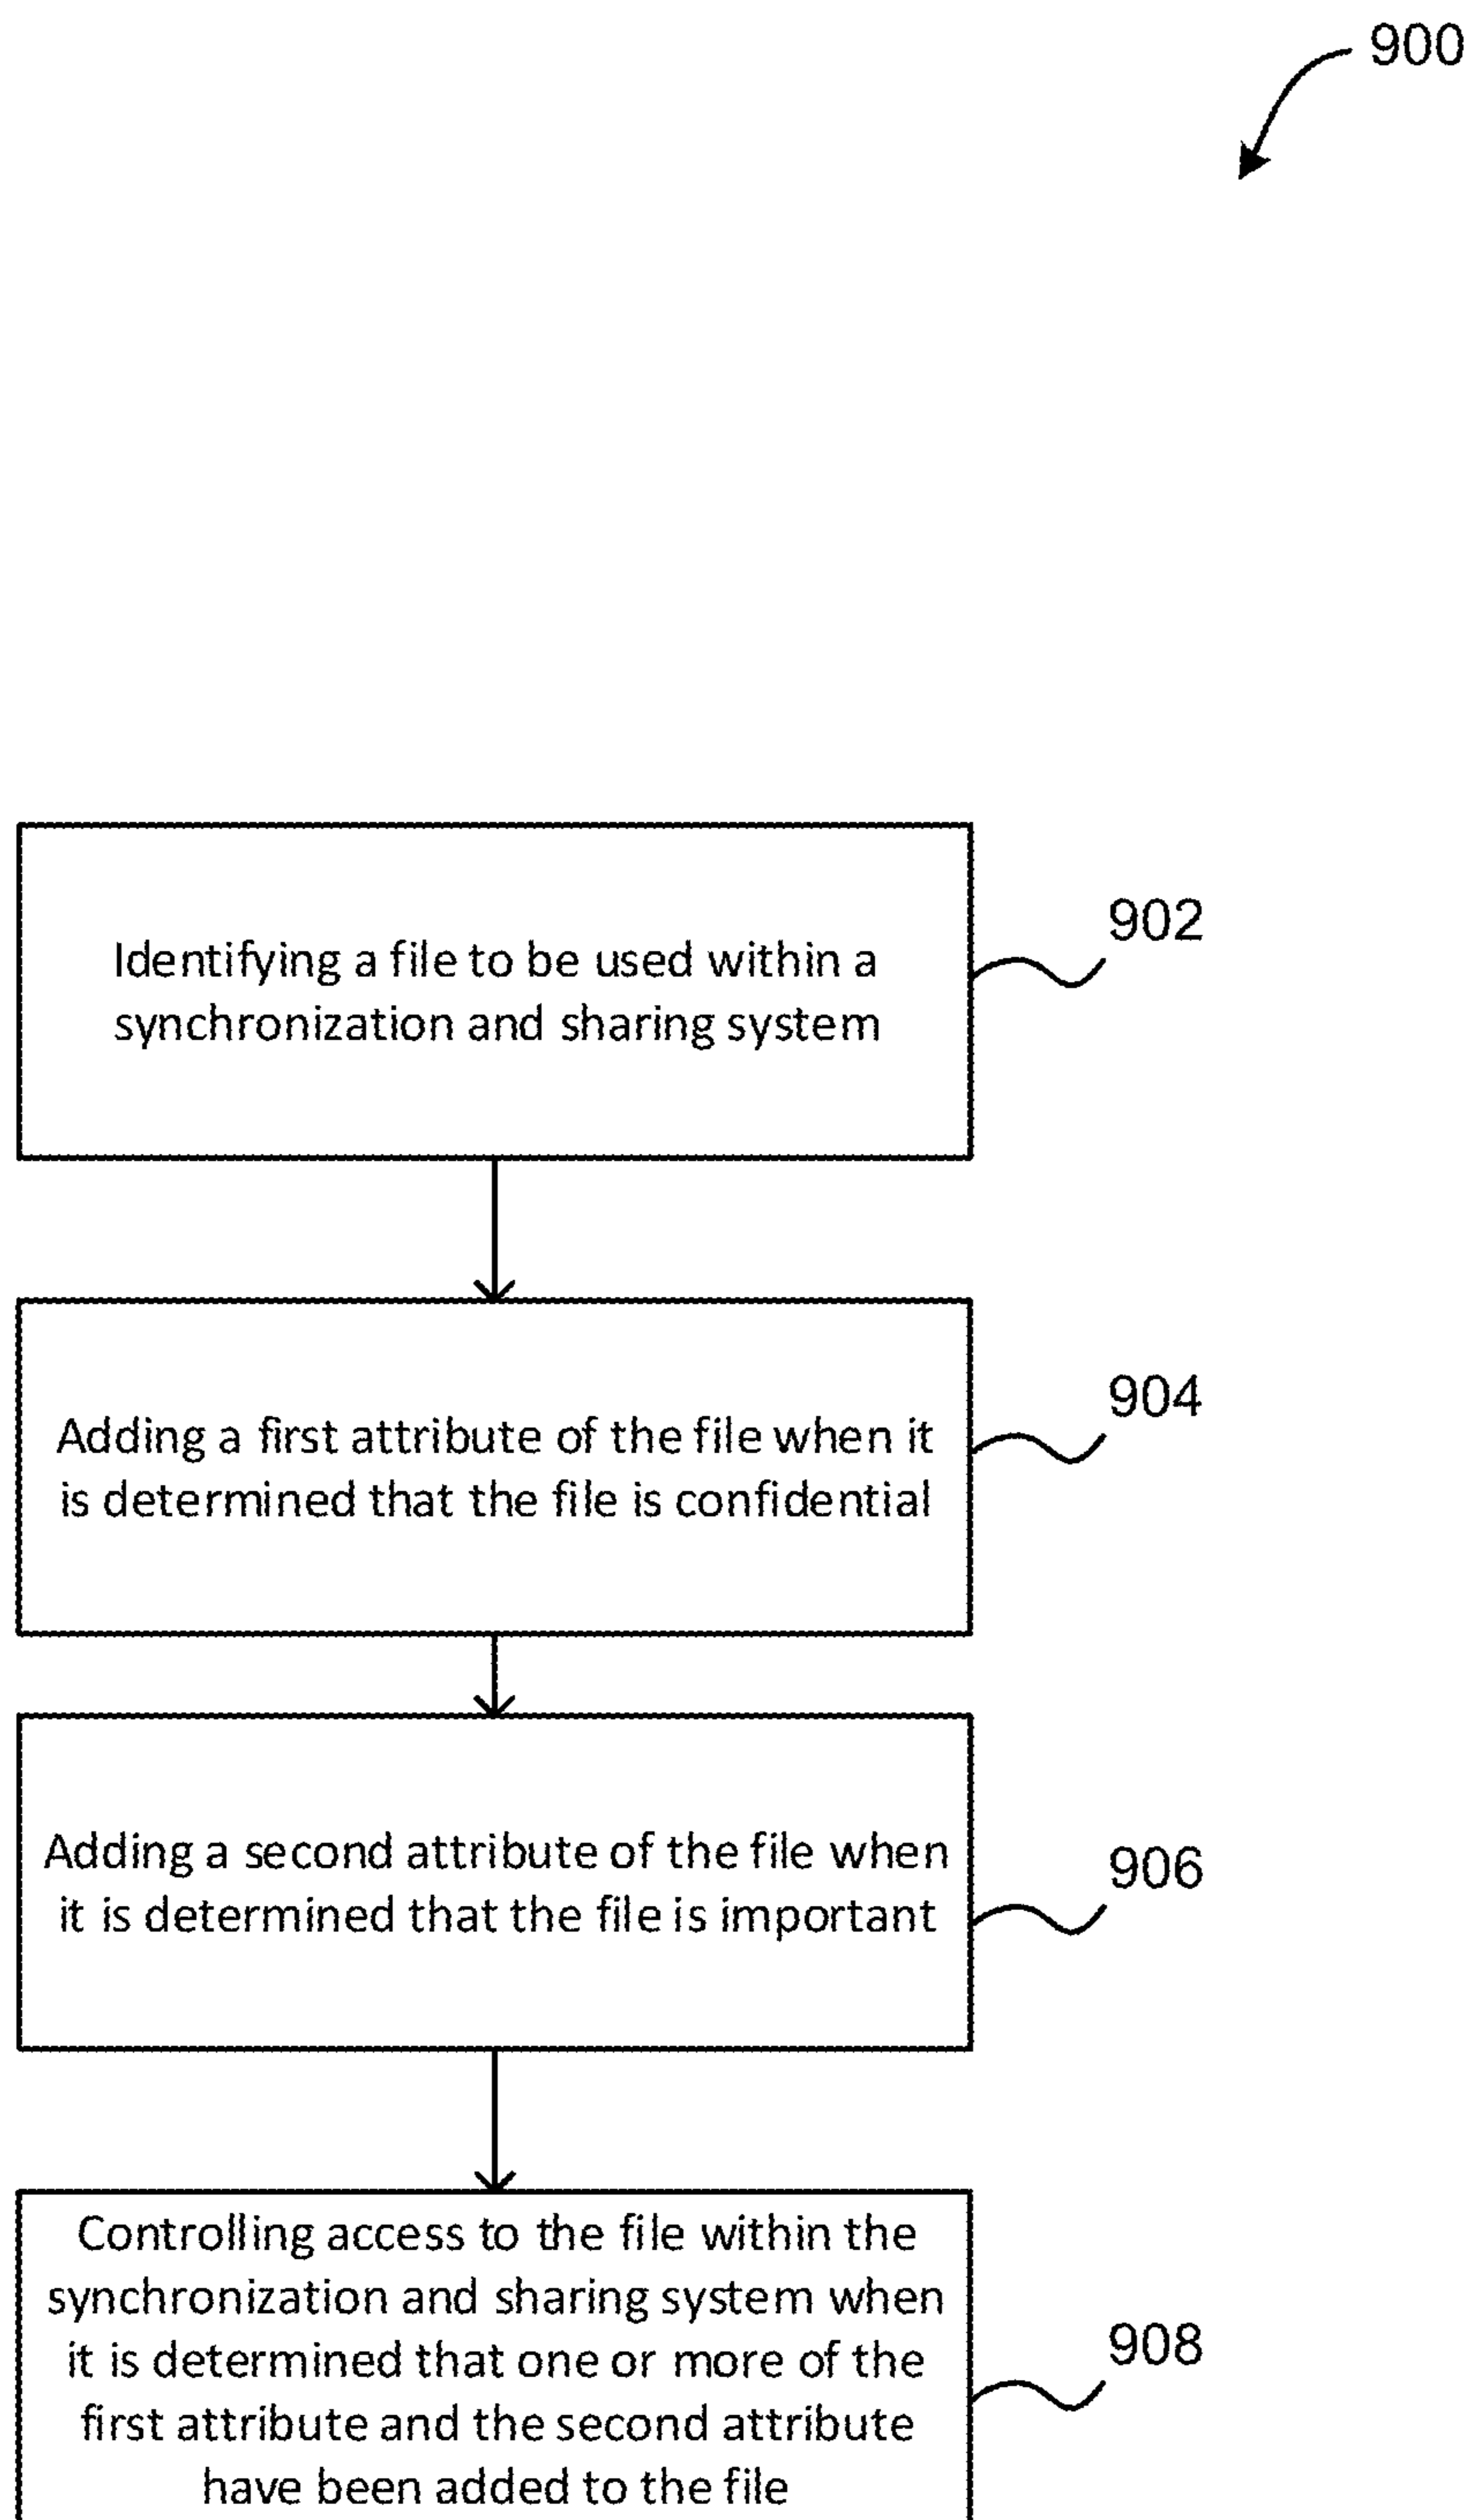 900
Identifying a file to be used within a
synchronization and sharing system
902
Adding a first attribute of the file when it
is determined that the file is confidential
904
Adding a second attribute of the file when
it is determined that the file is important
906
Controlling access to the file within the
synchronization and sharing system when
it is determined that one or more of the
first attribute and the second attribute
have been added to the file
908